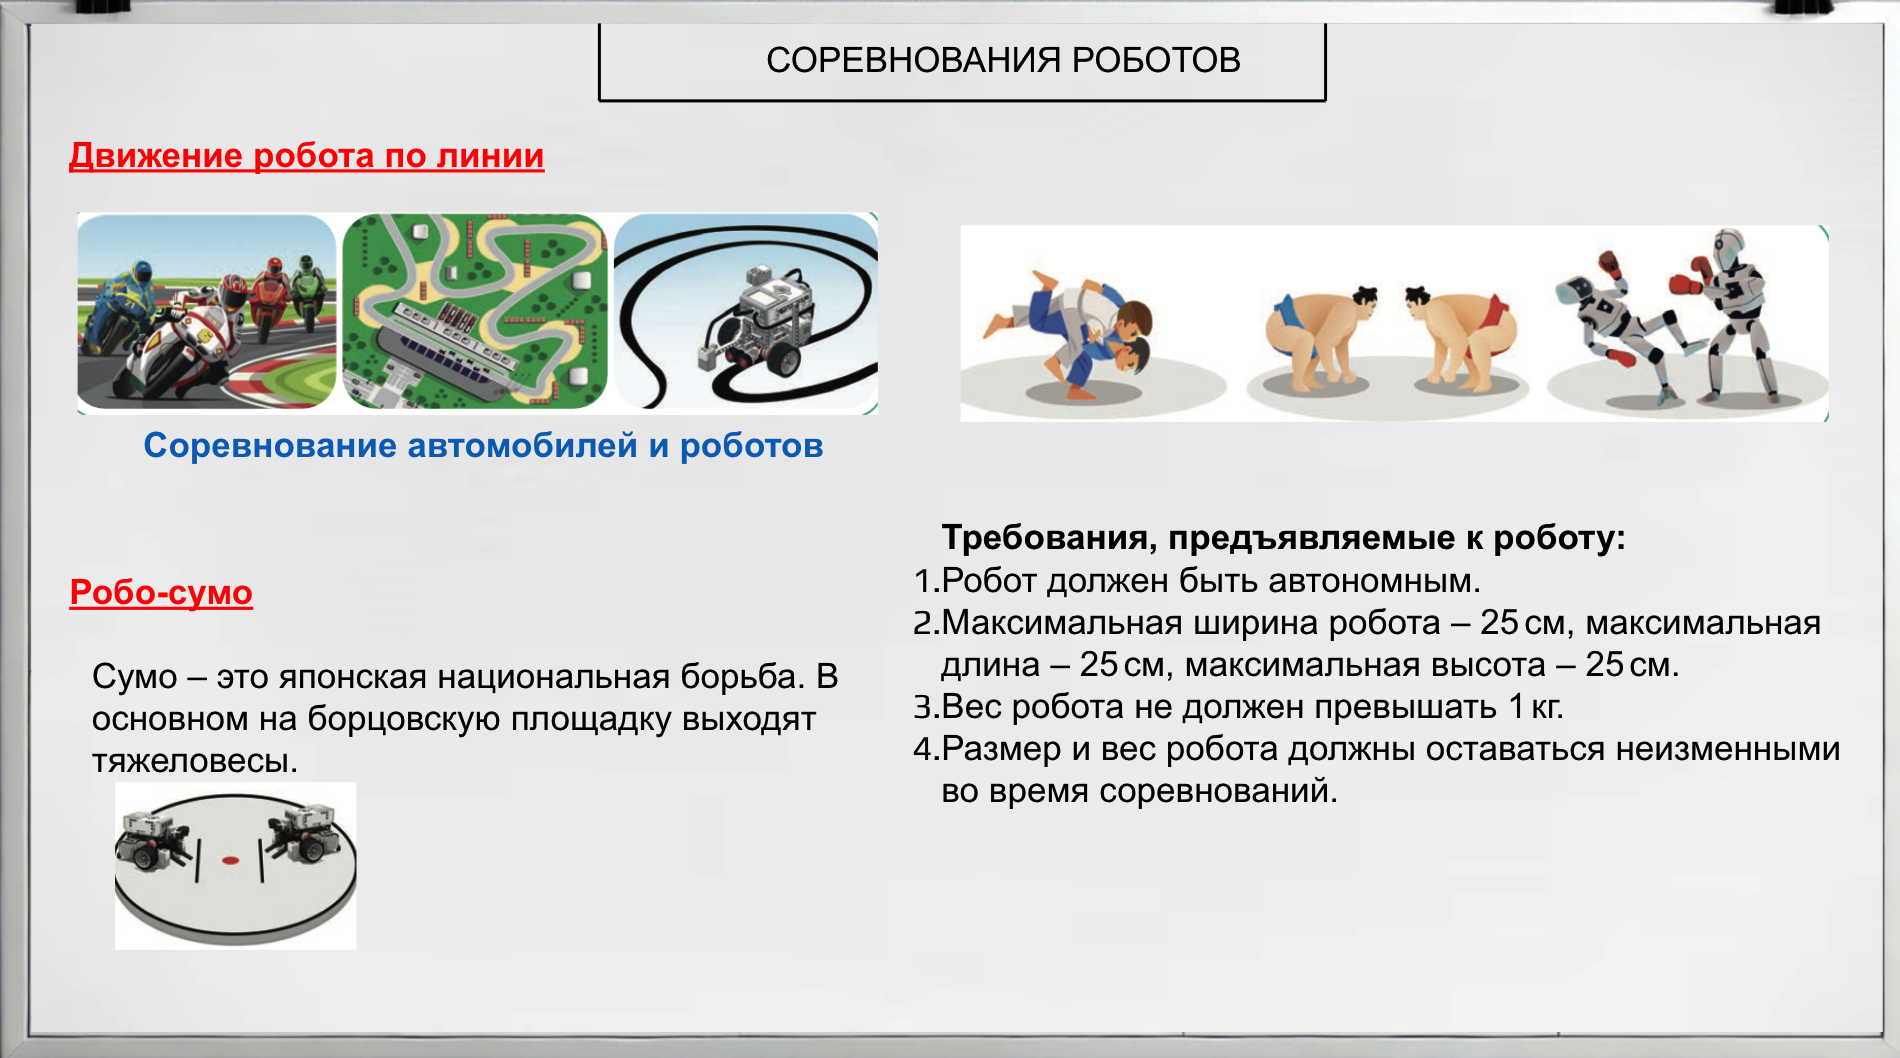 СОРЕВНОВАНИЯ РОБОТОВ
Движение робота по линии
Соревнование автомобилей и роботов
Робо-сумо
Сумо – это японская национальная борьба. В
основном на борцовскую площадку выходят
тяжеловесы.
Требования, предъявляемые к роботу:
1.Робот должен быть автономным.
2.Максимальная ширина робота – 25 см, максимальная
длина – 25 см, максимальная высота – 25 см.
3.Вес робота не должен превышать 1 кг.
4.Размер и вес робота должны оставаться неизменными
во время соревнований.